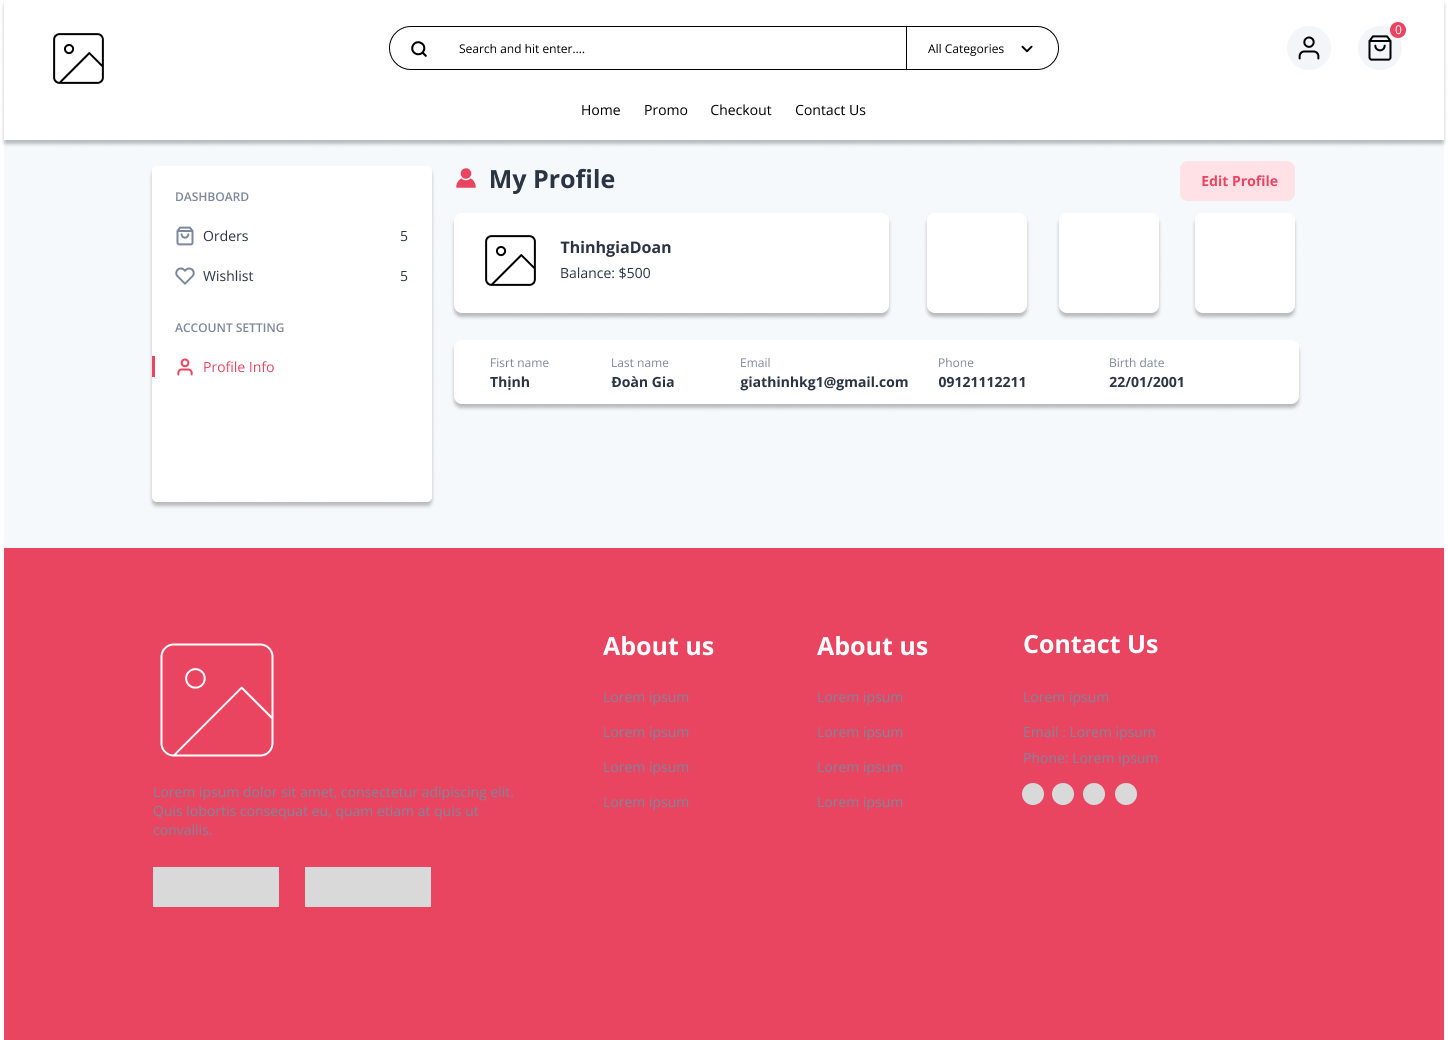 Search and hit enter....
All Categories
0
Home Promo Checkout Contact Us
DASHBOARD
Orders 5
Wishlist 5
ACCOUNT SETTING
Profile Info
My Profile
Edit Profile
ThinhgiaDoan
Balance: $500
Fisrt name Last name Email Phone Birth date
Thịnh Đoàn Gia giathinhkg1@gmail.com 09121112211 22/01/2001
Lorem ipsum dolor sit amet, consectetur adipiscing elit.
Quis lobortis consequat eu, quam etiam at quis ut
convallis.
About us
Lorem ipsum
Lorem ipsum
Lorem ipsum
Lorem ipsum
About us
Lorem ipsum
Lorem ipsum
Lorem ipsum
Lorem ipsum
Contact Us
Lorem ipsum
Email : Lorem ipsum
Phone: Lorem ipsum